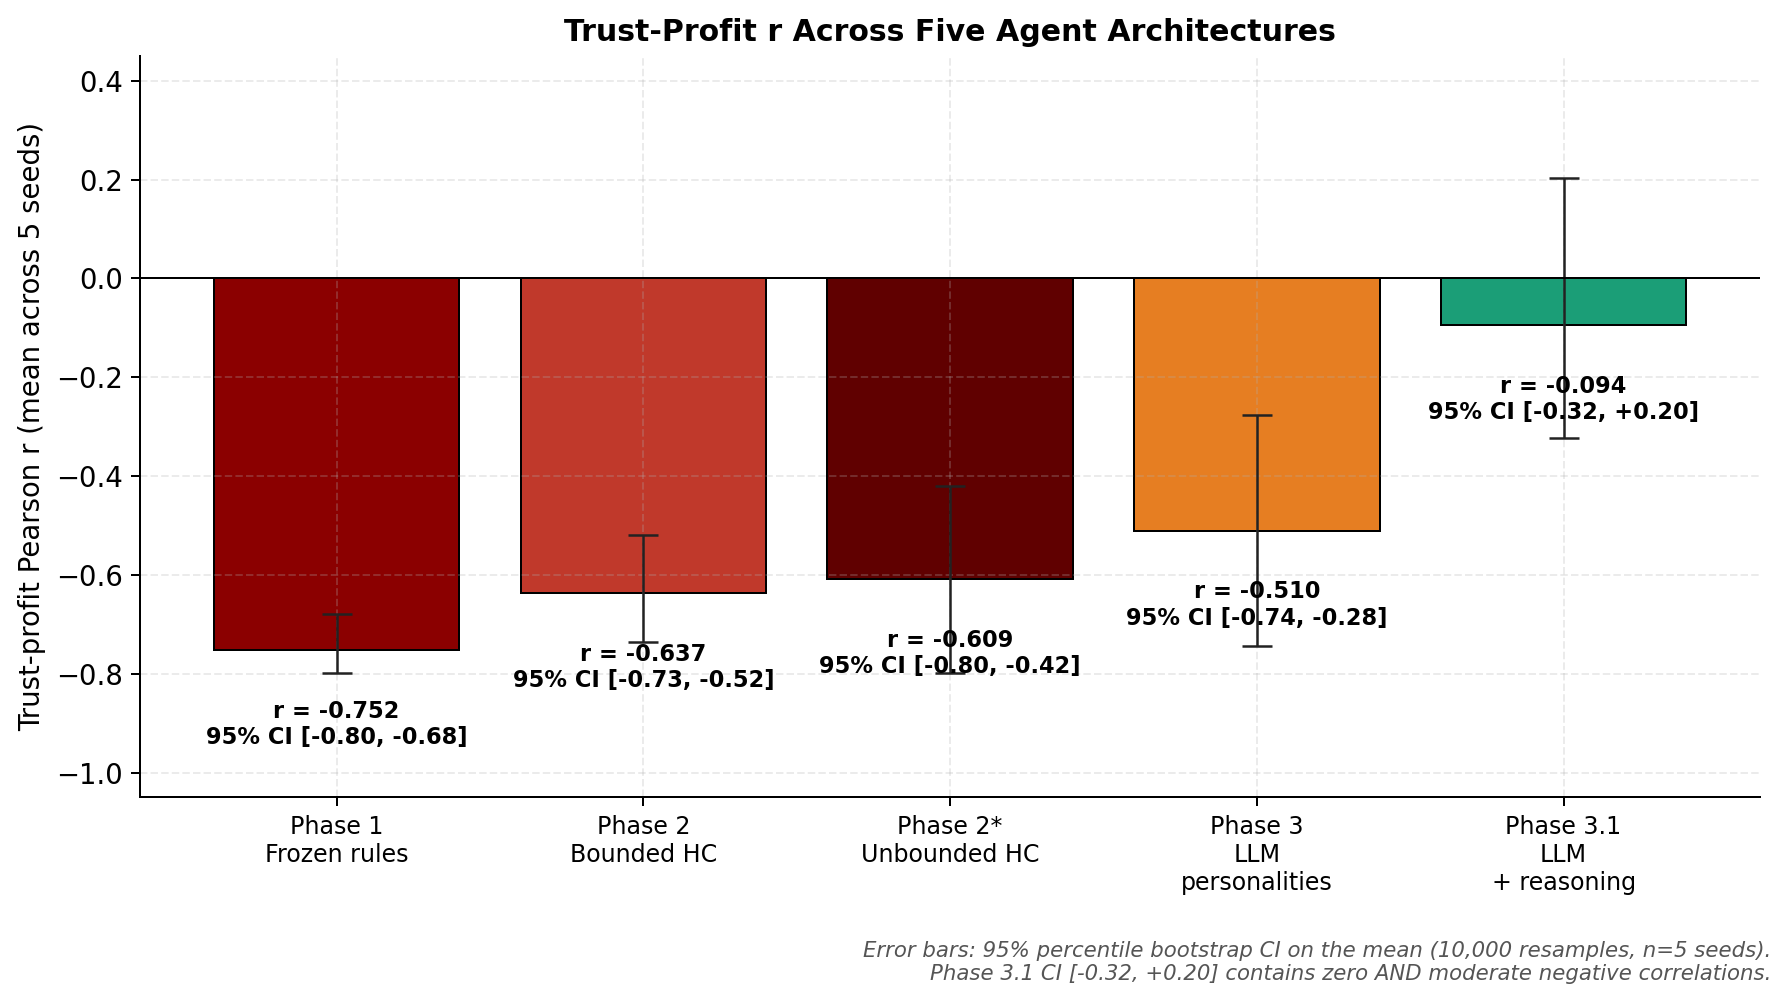 Trust-Profit r Across Five Agent Architectures
Trust-profit Pearson r (mean across 5 seeds)
0.4
0.2
0.0
−0.2
−0.4
−0.6
−0.8
−1.0
r = -0.752
95% CI [-0.80, -0.68]
r = -0.637
95% CI [-0.73, -0.52]
r = -0.609
95% CI [-0.80, -0.42]
r = -0.510
95% CI [-0.74, -0.28]
r = -0.094
95% CI [-0.32, +0.20]
Phase 1
Frozen rules
Phase 2
Bounded HC
Phase 2*
Unbounded HC
Phase 3
LLM
personalities
Phase 3.1
LLM
+ reasoning
Error bars: 95% percentile bootstrap CI on the mean (10,000 resamples, n=5 seeds).
Phase 3.1 CI [-0.32, +0.20] contains zero AND moderate negative correlations.